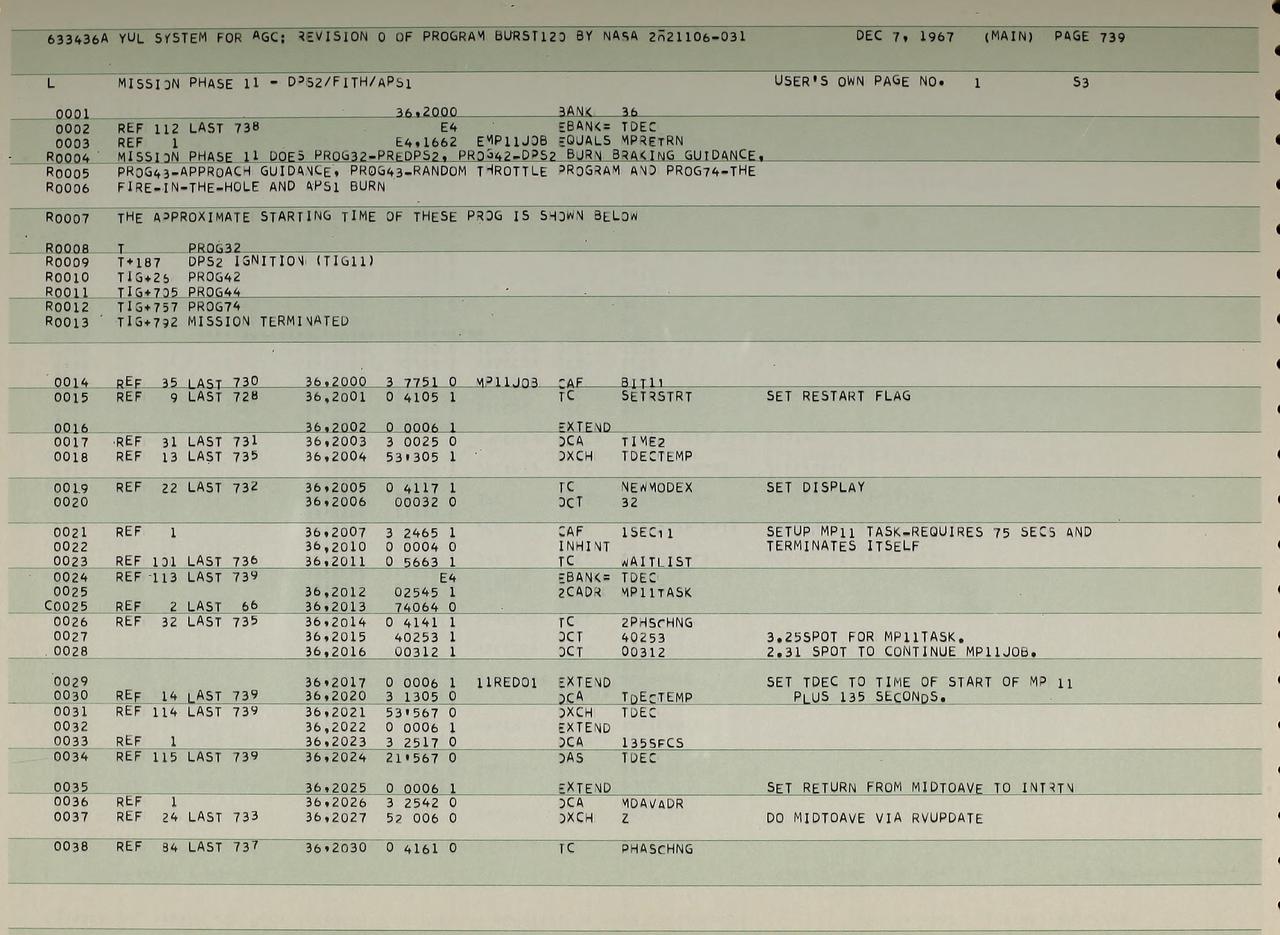 633436A YUL SYSTEM FOR AGC: REVISION 0 OF PROGRAM BURST120 BY NASA 2021106-031 DEC 7, 1967 (MAIN) PAGE 739
L MISSION PHASE 11 - DPS2/FITH/APS1 USER'S OWN PAGE NO. 1 S3
0001 36,2000 BANK 36
0002 REF 112 LAST 738 E4 EBANK= TDEC
0003 REF 1 E4,1662 EMP11JOB EQUALS MPRETRN
R0004 MISSION PHASE 11 DOES PROG32-PREDPS2, PROG42-DPS2 BURN BRAKING GUIDANCE,
R0005 PROG43-APPROACH GUIDANCE, PROG43-RANDOM THROTTLE PROGRAM AND PROG74-THE
R0006 FIRE-IN-THE-HOLE AND APS1 BURN
R0007 THE APPROXIMATE STARTING TIME OF THESE PROG IS SHOWN BELOW
R0008 T PROG32
R0009 T+187 DPS2 IGNITION (TIG11)
R0010 TIG+26 PROG42
R0011 TIG+705 PROG44
R0012 TIG+757 PROG74
R0013 TIG+792 MISSION TERMINATED
0014 REF 35 LAST 730 36,2000 3 7751 0 MP11JOB CAF BIT11
0015 REF 9 LAST 728 36,2001 0 4105 1 TC SETRSTRT SET RESTART FLAG
0016 36,2002 0 0006 1 EXTEND
0017 REF 31 LAST 731 36,2003 3 0025 0 DCA TIME2
0018 REF 13 LAST 735 36,2004 53'305 1 DXCH TDECTEMP
0019 REF 22 LAST 732 36,2005 0 4117 1 TC NEWMODEX SET DISPLAY
0020 36,2006 00032 0 OCT 32
0021 REF 1 36,2007 3 2465 1 CAF 1SEC11 SETUP MP11 TASK-REQUIRES 75 SECS AND
0022 36,2010 0 0004 0 INHINT TERMINATES ITSELF
0023 REF 101 LAST 736 36,2011 0 5663 1 TC WAITLIST
0024 REF 113 LAST 739 E4 EBANK= TDEC
0025 36,2012 02545 1 2CADR MP11TASK
C0025 REF 2 LAST 66 36,2013 74064 0
0026 REF 32 LAST 735 36,2014 0 4141 1 TC 2PHSCHNG
0027 36,2015 40253 1 OCT 40253 3.25SPOT FOR MP11TASK.
0028 36,2016 00312 1 OCT 00312 2.31 SPOT TO CONTINUE MP11JOB.
0029 36,2017 0 0006 1 11RED01 EXTEND SET TDEC TO TIME OF START OF MP 11
0030 REF 14 LAST 739 36,2020 3 1305 0 DCA TDECTEMP PLUS 135 SECONDS.
0031 REF 114 LAST 739 36,2021 53'567 0 DXCH TDEC
0032 36,2022 0 0006 1 EXTEND
0033 REF 1 36,2023 3 2517 0 DCA 135SECS
0034 REF 115 LAST 739 36,2024 21'567 0 DAS TDEC
0035 36,2025 0 0006 1 EXTEND SET RETURN FROM MIDTOAVE TO INTRTN
0036 REF 1 36,2026 3 2542 0 DCA MDAVADR
0037 REF 24 LAST 733 36,2027 52 006 0 DXCH Z DO MIDTOAVE VIA RVUPDATE
0038 REF 84 LAST 737 36,2030 0 4161 0 TC PHASCHNG